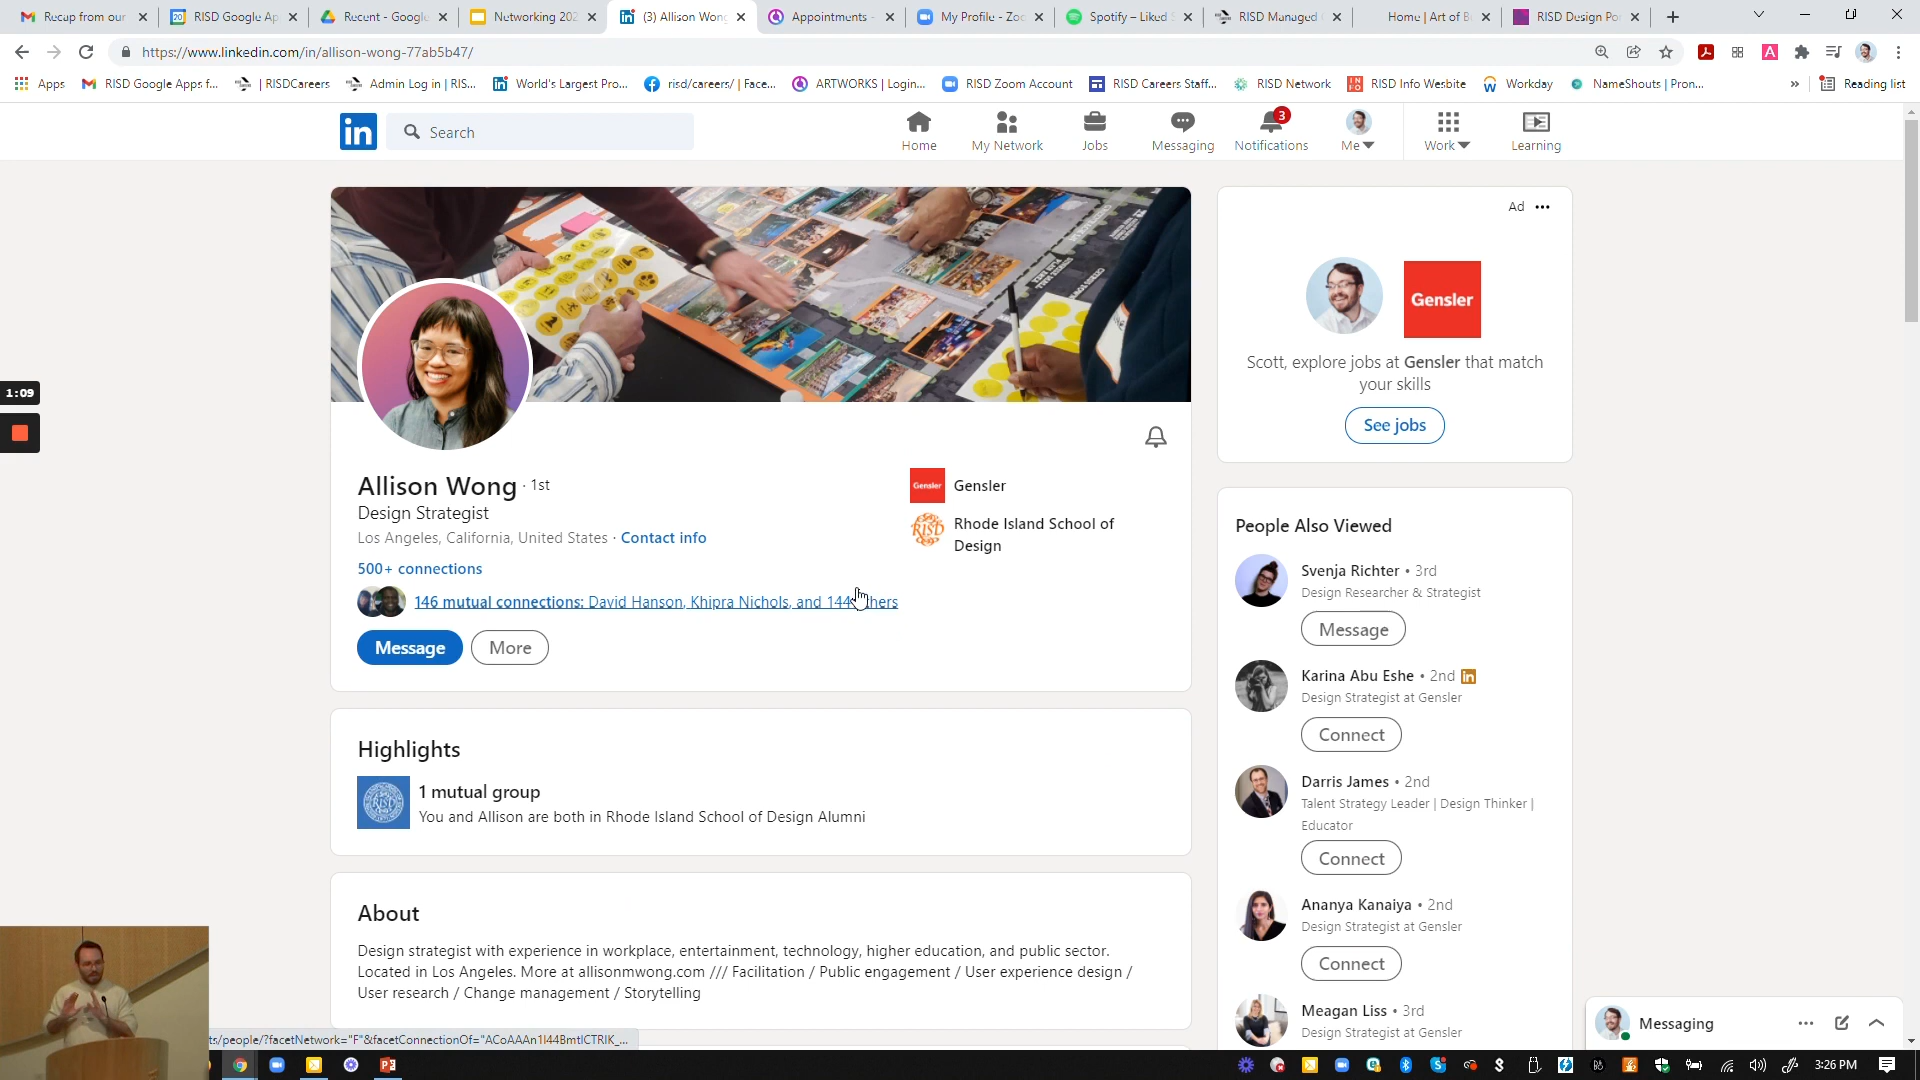 Recap from our
RISD Google Ap
Recent - Google
Networking 202
(3) Allison Wong
Appointments -
My Profile - Zoo
Spotify – Liked S
RISD Managed
Home | Art of B
RISD Design Po
https://www.linkedin.com/in/allison-wong-77ab5b47/
Apps
RISD Google Apps f...
| RISDCareers
Admin Log in | RIS...
World's Largest Pro...
risd/careers/ | Face...
ARTWORKS | Login...
RISD Zoom Account
RISD Careers Staff...
RISD Network
RISD Info Wesbite
Workday
NameShouts | Pron...
»
Reading list
in
Search
Home
My Network
Jobs
Messaging
3
Notifications
Me
Work
Learning
Ad
Gensler
Scott, explore jobs at Gensler that match
your skills
See jobs
1:09
Allison Wong · 1st
Design Strategist
Los Angeles, California, United States · Contact info
500+ connections
146 mutual connections: David Hanson, Khipra Nichols, and 144 others
Message
More
Gensler
Gensler
RISD
Rhode Island School of
Design
Highlights
RISD
1 mutual group
You and Allison are both in Rhode Island School of Design Alumni
About
Design strategist with experience in workplace, entertainment, technology, higher education, and public sector.
Located in Los Angeles. More at allisonmwong.com /// Facilitation / Public engagement / User experience design /
User research / Change management / Storytelling
People Also Viewed
Svenja Richter • 3rd
Design Researcher & Strategist
Message
Karina Abu Eshe • 2nd in
Design Strategist at Gensler
Connect
Darris James • 2nd
Talent Strategy Leader | Design Thinker |
Educator
Connect
Ananya Kanaiya • 2nd
Design Strategist at Gensler
Connect
Meagan Liss • 3rd
Design Strategist at Gensler
Messaging
3:26 PM